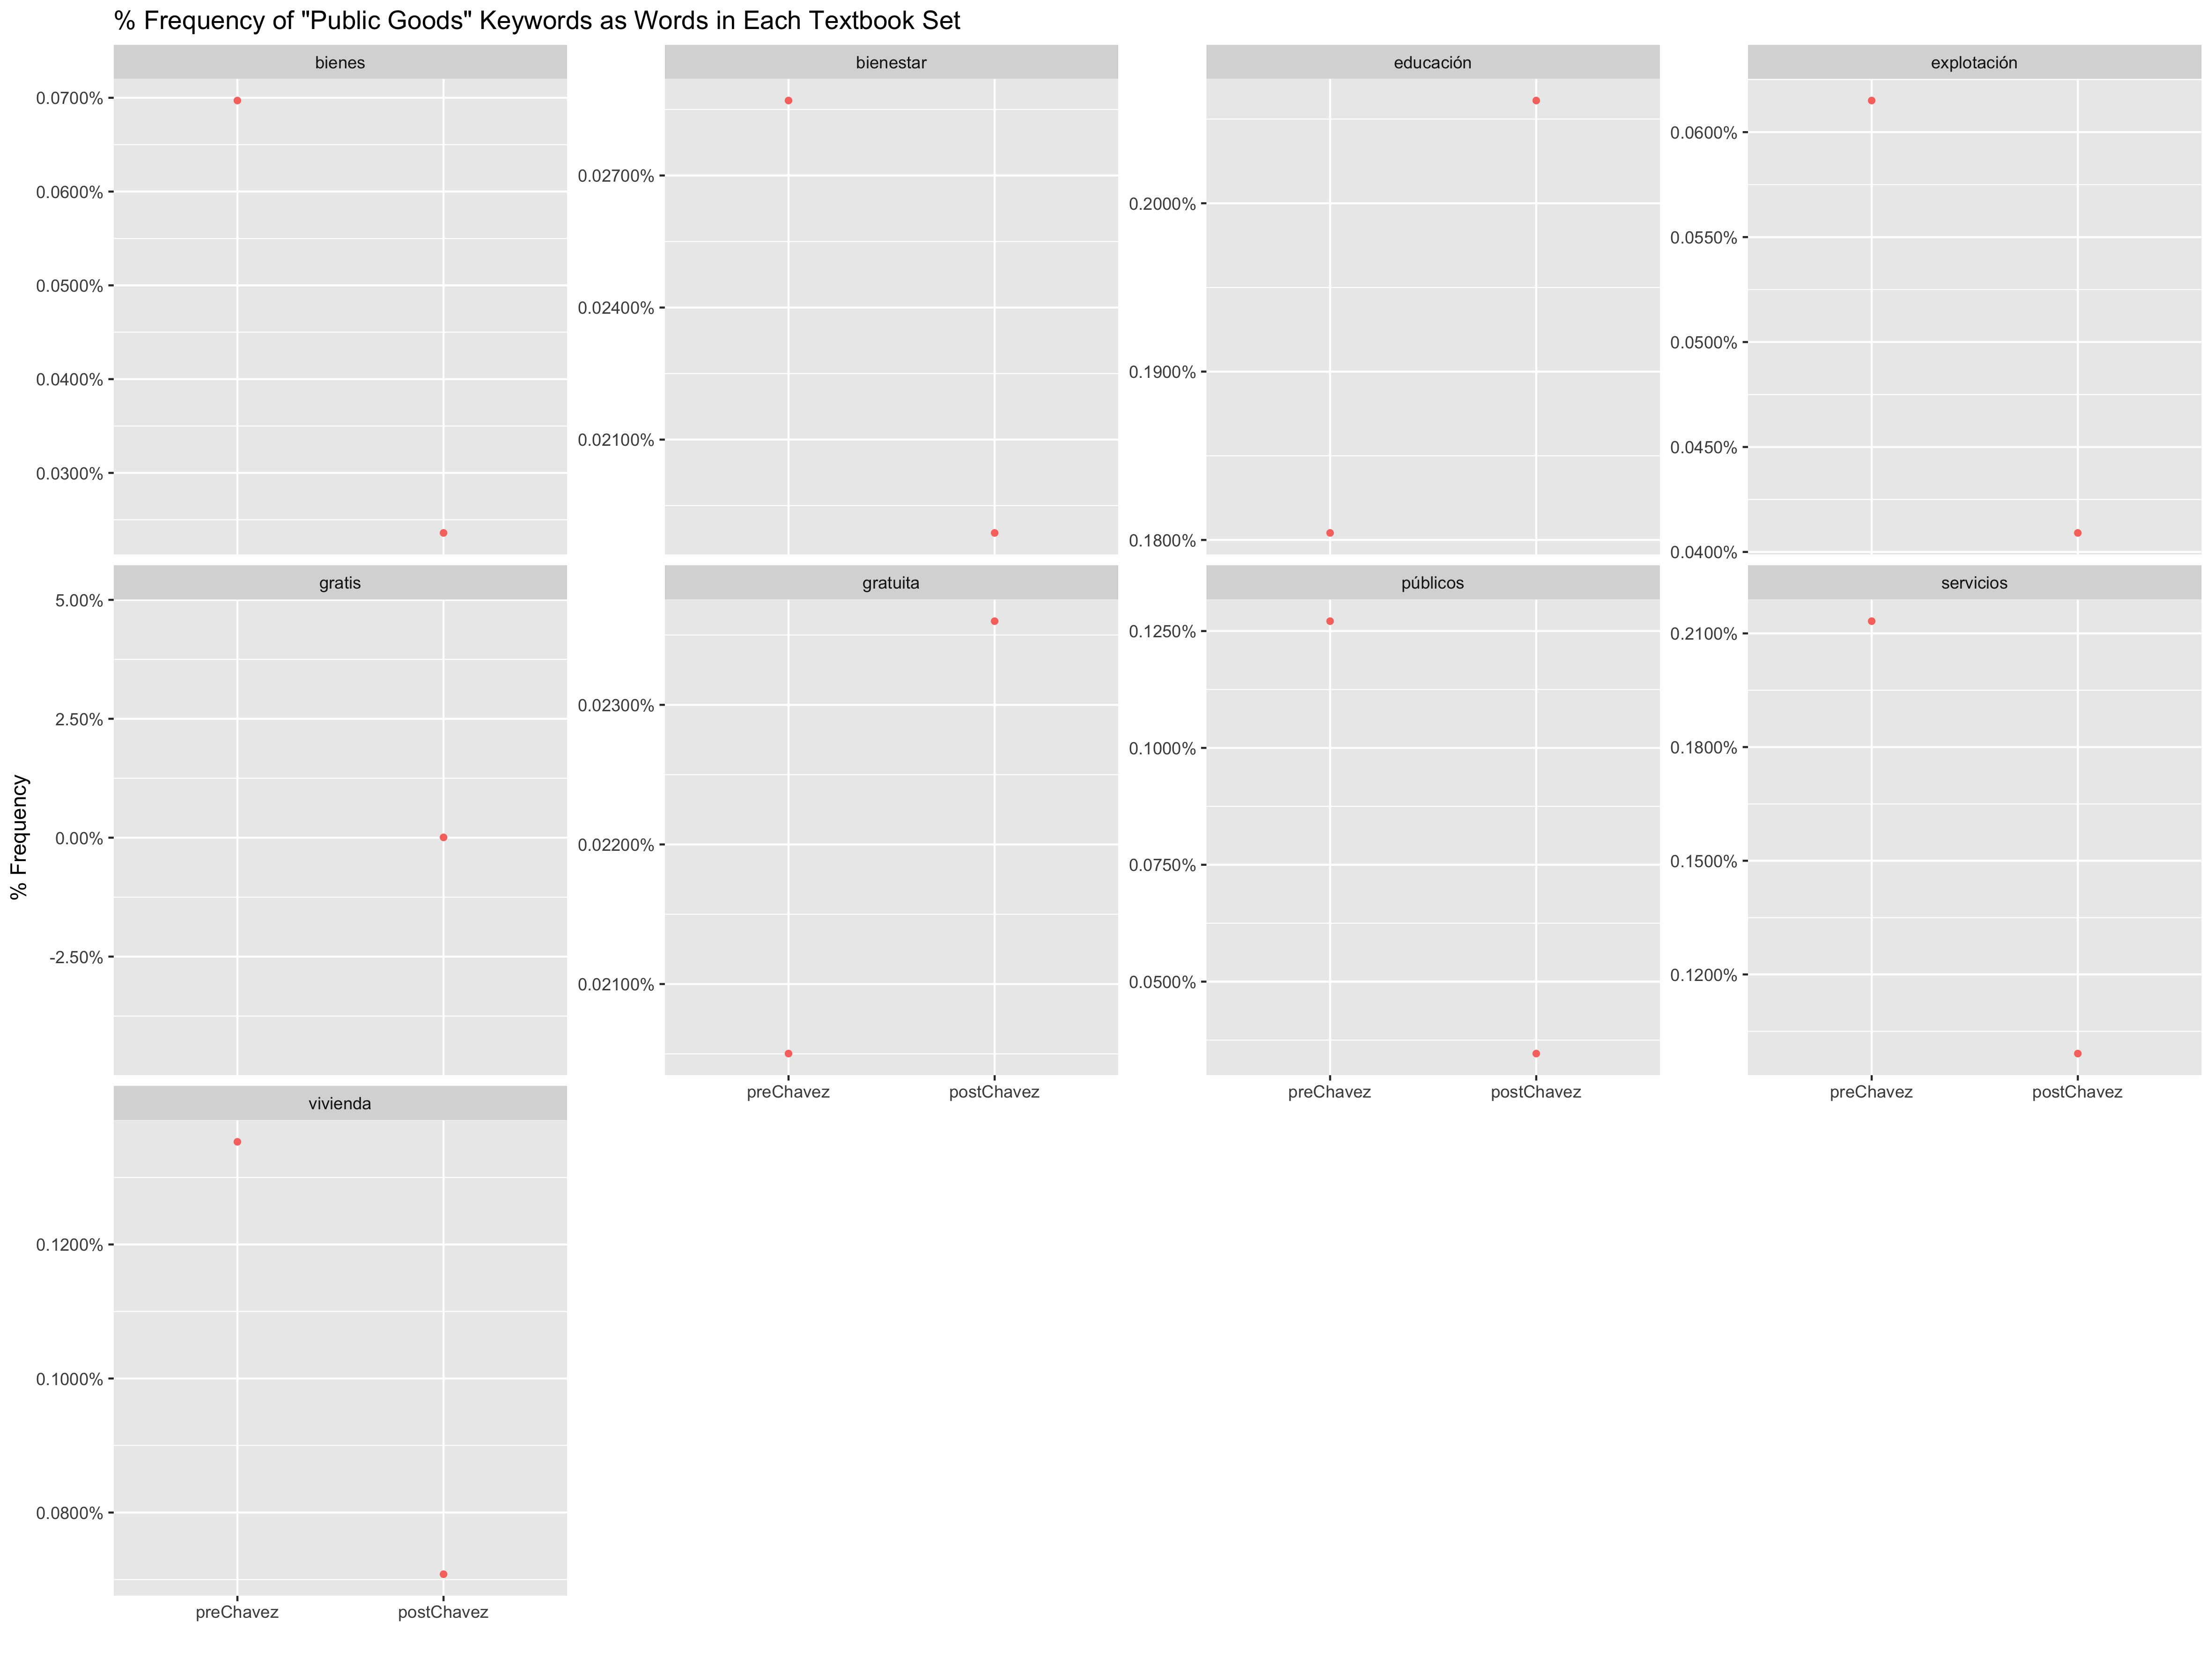 % Frequency of "Public Goods" Keywords as Words in Each Textbook Set
% Frequency
bienes
0.0700%
0.0600%
0.0500%
0.0400%
0.0300%
bienestar
0.02700%
0.02400%
0.02100%
educación
0.2000%
0.1900%
0.1800%
explotación
0.0600%
0.0550%
0.0500%
0.0450%
0.0400%
gratis
5.00%
2.50%
0.00%
-2.50%
gratuita
0.02300%
0.02200%
0.02100%
preChavez postChavez
públicos
0.1250%
0.1000%
0.0750%
0.0500%
preChavez postChavez
servicios
0.2100%
0.1800%
0.1500%
0.1200%
preChavez postChavez
vivienda
0.1200%
0.1000%
0.0800%
preChavez postChavez